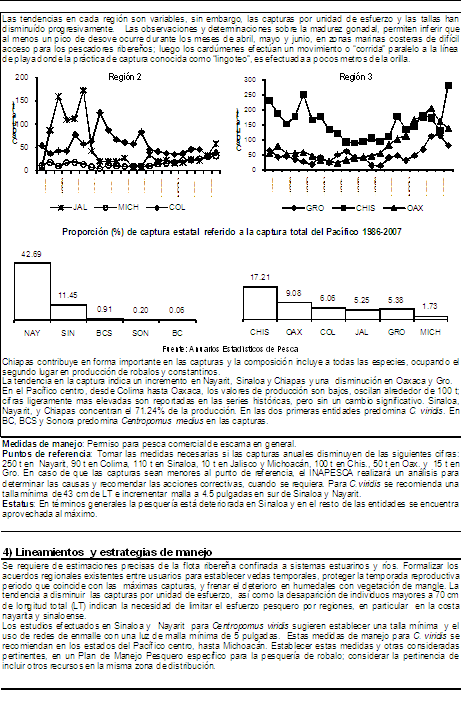 Las tendencias en cada región son variables, sin embargo, las capturas por unidad de esfuerzo y las tallas han
disminuído progresivamente. Las observaciones y determinaciones sobre la madurez gonadal, permiten inferir que
al menos un pico de desove ocurre durante los meses de abril, mayo y junio, en zonas marinas costeras de difícil
acceso para los pescadores ribereños; luego los cardúmenes efectúan un movimiento o “corrida” paralelo a la línea
de playa donde la práctica de captura conocida como “lingoteo”, es efectuada a pocos metros de la orilla.
Región 2
200
150
100
50
0
JAL MICH COL
Región 3
300
250
200
150
100
50
0
GRO CHIS OAX
Proporción (%) de captura estatal referido a la captura total del Pacífico 1986-2007
42.69
11.45
0.91
0.20
0.06
NAY SIN BCS SON BC
17.21
9.08
6.06
5.25
5.38
1.73
CHIS OAX COL JAL GRO MICH
Fuente: Anuarios Estadísticos de Pesca
Chiapas contribuye en forma importante en las capturas y la composición incluye a todas las especies, ocupando el
segundo lugar en producción de robalos y constantinos.
La tendencia en la captura indica un incremento en Nayarit, Sinaloa y Chiapas y una disminución en Oaxaca y Gro.
En el Pacífico centro, desde Colima hasta Oaxaca, los valores de producción son bajos, oscilan alrededor de 100 t;
cifras ligeramente mas elevadas son reportadas en las series históricas, pero sin un cambio significativo. Sinaloa,
Nayarit, y Chiapas concentran el 71.24% de la producción. En las dos primeras entidades predomina C. viridis. En
BC, BCS y Sonora predomina Centropomus medius en las capturas.
Medidas de manejo: Permiso para pesca comercial de escama en general.
Puntos de referencia: Tomar las medidas necesarias si las capturas anuales disminuyen de las siguientes cifras:
250 t en Nayarit, 90 t en Colima, 110 t en Sinaloa, 10 t en Jalisco y Michoacán, 100 t en Chis., 50 t en Oax. y 15 t en
Gro. En caso de que las capturas sean menores al punto de referencia, el INAPESCA realizará un análisis para
determinar las causas y recomendar las acciones correctivas, cuando se requiera. Para C. viridis se recomienda una
talla mínima de 43 cm de LT e incrementar malla a 4.5 pulgadas en sur de Sinaloa y Nayarit.
Estatus: En términos generales la pesquería está deteriorada en Sinaloa y en el resto de las entidades se encuentra
aprovechada al máximo.
4) Lineamientos y estrategias de manejo
Se requiere de estimaciones precisas de la flota ribereña confinada a sistemas estuarinos y ríos. Formalizar los
acuerdos regionales existentes entre usuarios para establecer vedas temporales, proteger la temporada reproductiva
periodo que coincide con las máximas capturas, y frenar el deterioro en humedales con vegetación de mangle. La
tendencia a disminuir las capturas por unidad de esfuerzo, así como la desaparición de individuos mayores a 70 cm
de longitud total (LT) indican la necesidad de limitar el esfuerzo pesquero por regiones, en particular en la costa
nayarita y sinaloense.
Los estudios efectuados en Sinaloa y Nayarit para Centropomus viridis sugieren establecer una talla mínima y el
uso de redes de enmalle con una luz de malla mínima de 5 pulgadas. Estas medidas de manejo para C. viridis se
recomiendan en los estados del Pacífico centro, hasta Michoacán. Establecer estas medidas y otras consideradas
pertinentes, en un Plan de Manejo Pesquero específico para la pesquería de robalo; considerar la pertinencia de
incluir otros recursos en la misma zona de distribución.